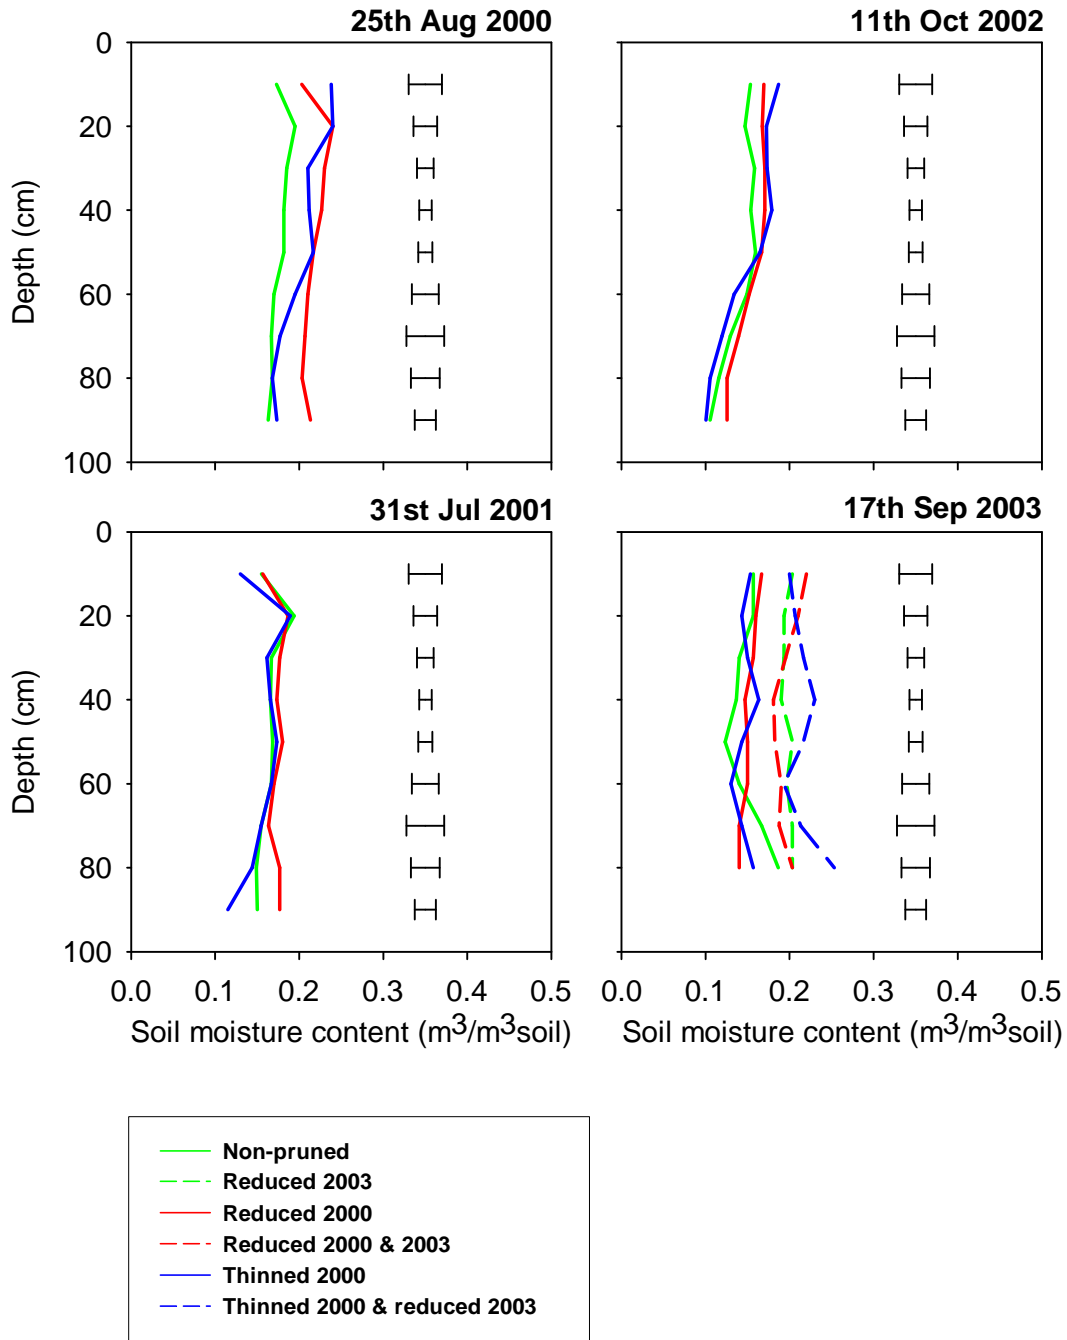 25th Aug 2000
11th Oct 2002
0
20
40
60
80
100
Depth (cm)
31st Jul 2001
17th Sep 2003
0
20
40
60
80
100
Depth (cm)
0.0 0.1 0.2 0.3 0.4 0.5
0.0 0.1 0.2 0.3 0.4 0.5
Soil moisture content (m³/m³soil)
Soil moisture content (m³/m³soil)
Non-pruned
Reduced 2003
Reduced 2000
Reduced 2000 & 2003
Thinned 2000
Thinned 2000 & reduced 2003